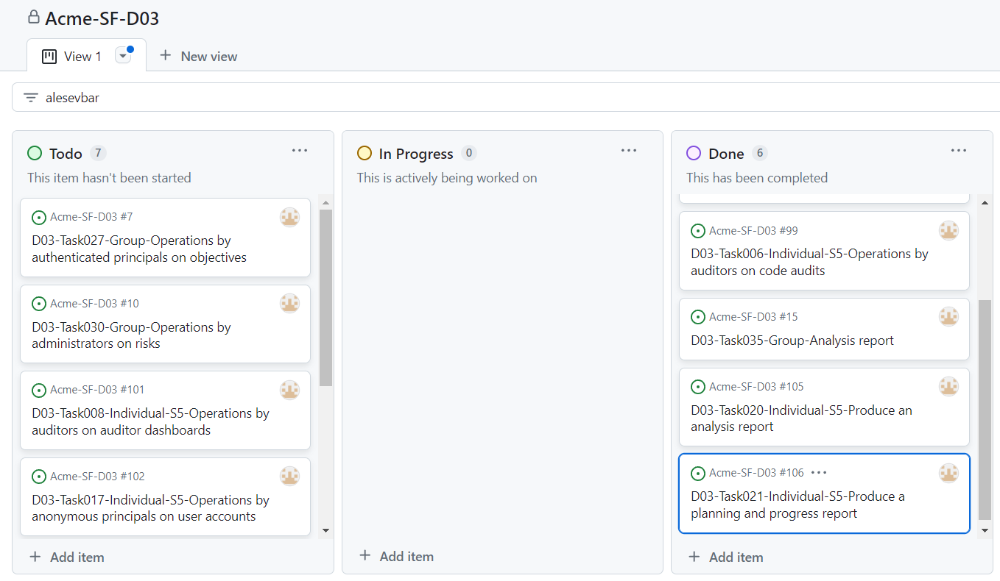 Acme-SF-D03
View 1
New view
alesevbar
Todo 7
This item hasn't been started
Acme-SF-D03 #7
D03-Task027-Group-Operations by
authenticated principals on objectives
Acme-SF-D03 #10
D03-Task030-Group-Operations by
administrators on risks
Acme-SF-D03 #101
D03-Task008-Individual-S5-Operations by
auditors on auditor dashboards
Acme-SF-D03 #102
D03-Task017-Individual-S5-Operations by
anonymous principals on user accounts
Add item
In Progress 0
This is actively being worked on
Add item
Done 6
This has been completed
Acme-SF-D03 #99
D03-Task006-Individual-S5-Operations by
auditors on code audits
Acme-SF-D03 #15
D03-Task035-Group-Analysis report
Acme-SF-D03 #105
D03-Task020-Individual-S5-Produce an
analysis report
Acme-SF-D03 #106
D03-Task021-Individual-S5-Produce a
planning and progress report
Add item